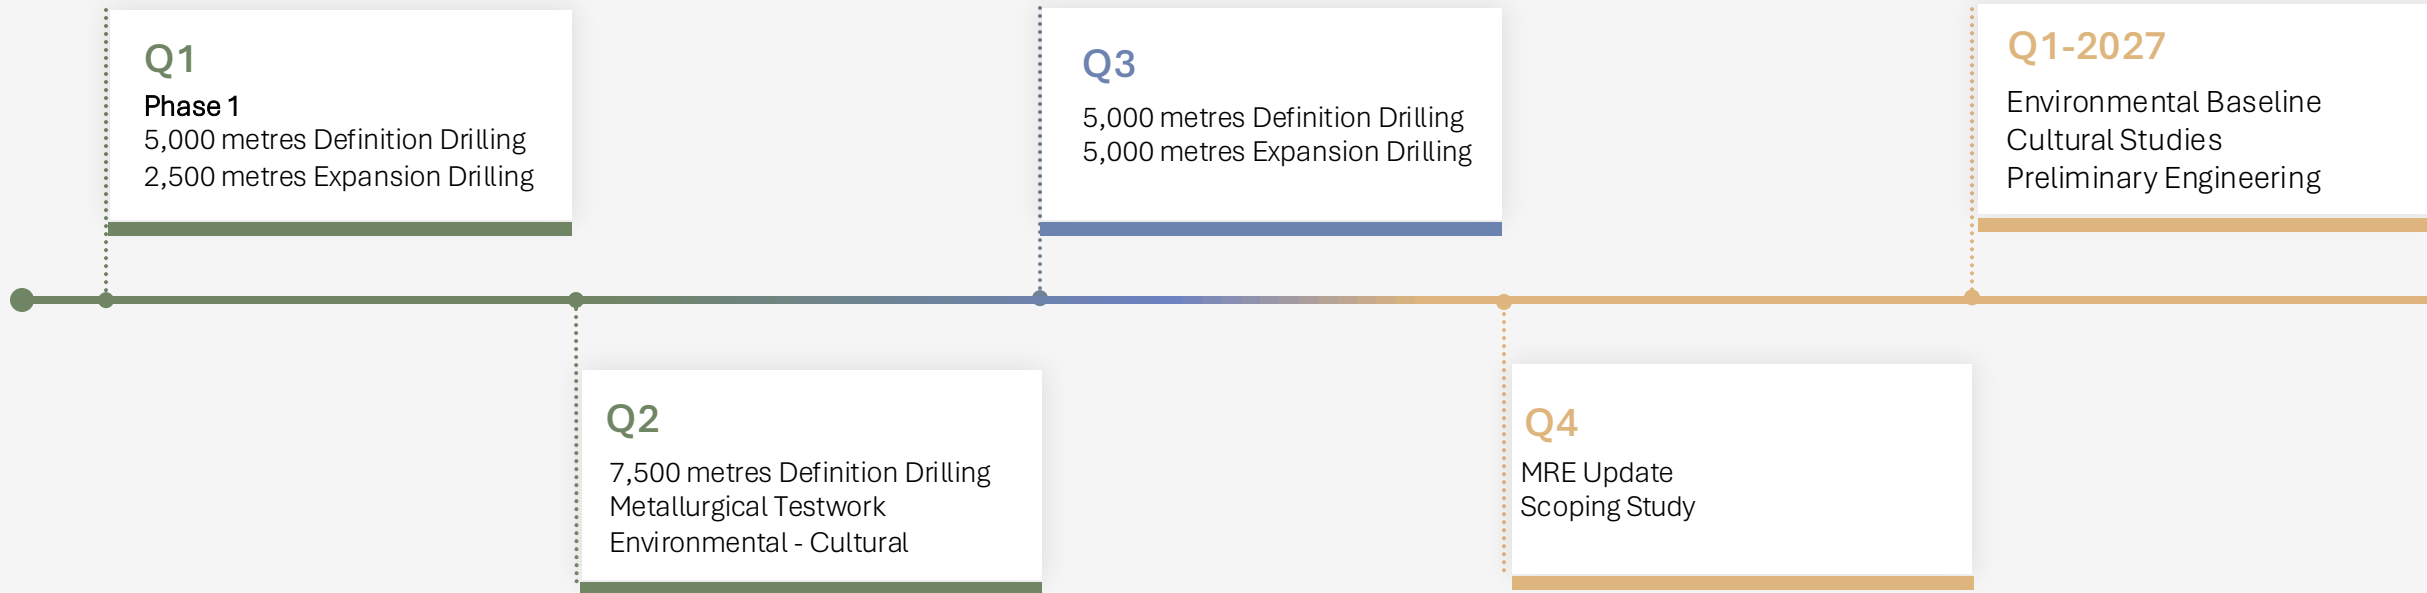 Q1
Phase 1
5,000 metres Definition Drilling
2,500 metres Expansion Drilling
Q2
7,500 metres Definition Drilling
Metallurgical Testwork
Environmental - Cultural
Q3
5,000 metres Definition Drilling
5,000 metres Expansion Drilling
Q4
MRE Update
Scoping Study
Q1-2027
Environmental Baseline
Cultural Studies
Preliminary Engineering